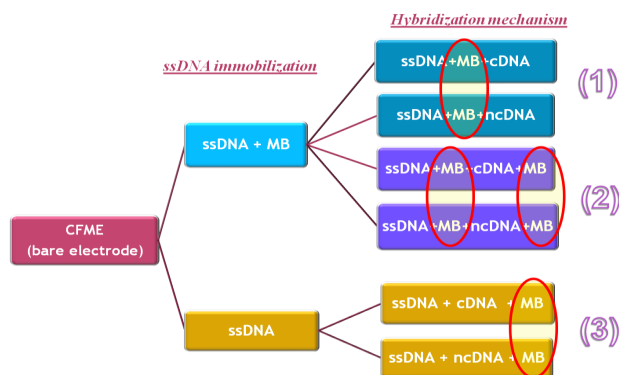 Hybridization mechanism
ssDNA immobilization
ssDNA+MB+cDNA
(1)
ssDNA+MB+ncDNA
ssDNA + MB
ssDNA+MB+cDNA+MB
(2)
ssDNA+MB+ncDNA+MB
CFME
(bare electrode)
ssDNA + cDNA + MB
ssDNA
(3)
ssDNA + ncDNA + MB